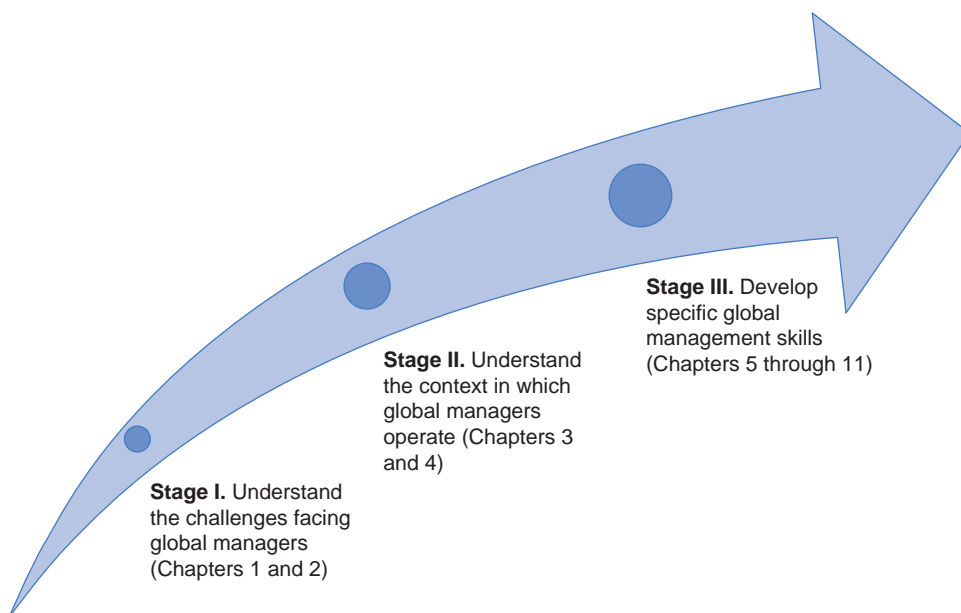 Stage I. Understand
the challenges facing
global managers
(Chapters 1 and 2)
Stage II. Understand
the context in which
global managers
operate (Chapters 3
and 4)
Stage III. Develop
specific global
management skills
(Chapters 5 through 11)